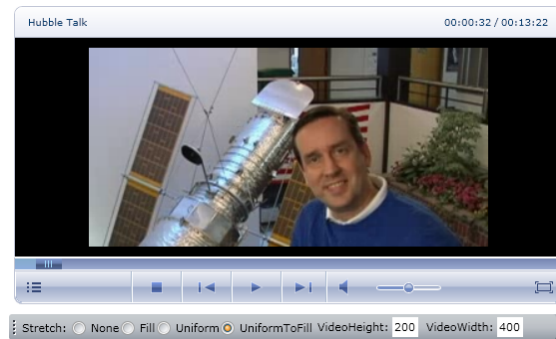 Hubble Talk 00:00:32 / 00:13:22
Stretch: None Fill Uniform UniformToFill VideoHeight: 200 VideoWidth: 400